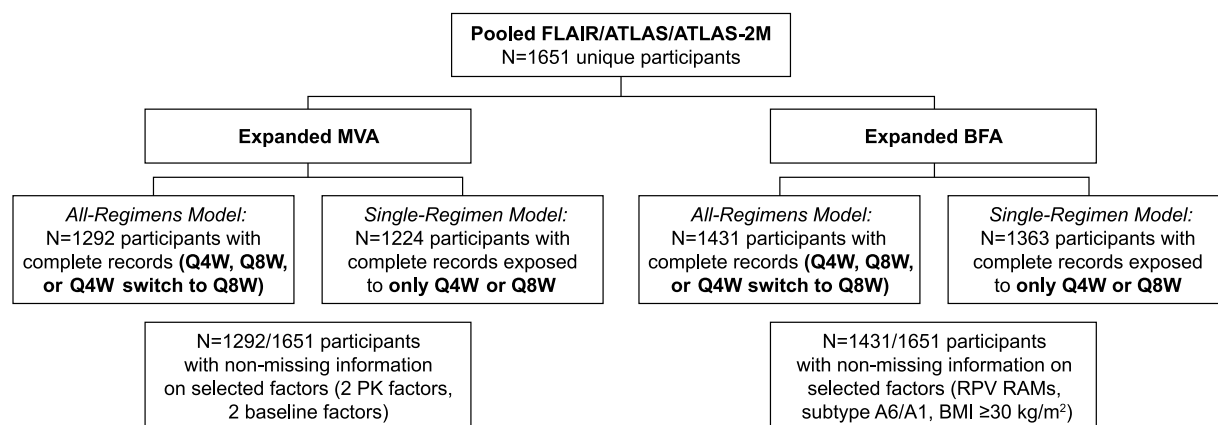 Pooled FLAIR/ATLAS/ATLAS-2M
N=1651 unique participants
Expanded MVA
Expanded BFA
All-Regimens Model:
N=1292 participants with
complete records (Q4W, Q8W,
or Q4W switch to Q8W)
Single-Regimen Model:
N=1224 participants with
complete records exposed
to only Q4W or Q8W
All-Regimens Model:
N=1431 participants with
complete records (Q4W, Q8W,
or Q4W switch to Q8W)
Single-Regimen Model:
N=1363 participants with
complete records exposed
to only Q4W or Q8W
N=1292/1651 participants
with non-missing information
on selected factors (2 PK factors,
2 baseline factors)
N=1431/1651 participants
with non-missing information on
selected factors (RPV RAMs,
subtype A6/A1, BMI ≥30 kg/m²)